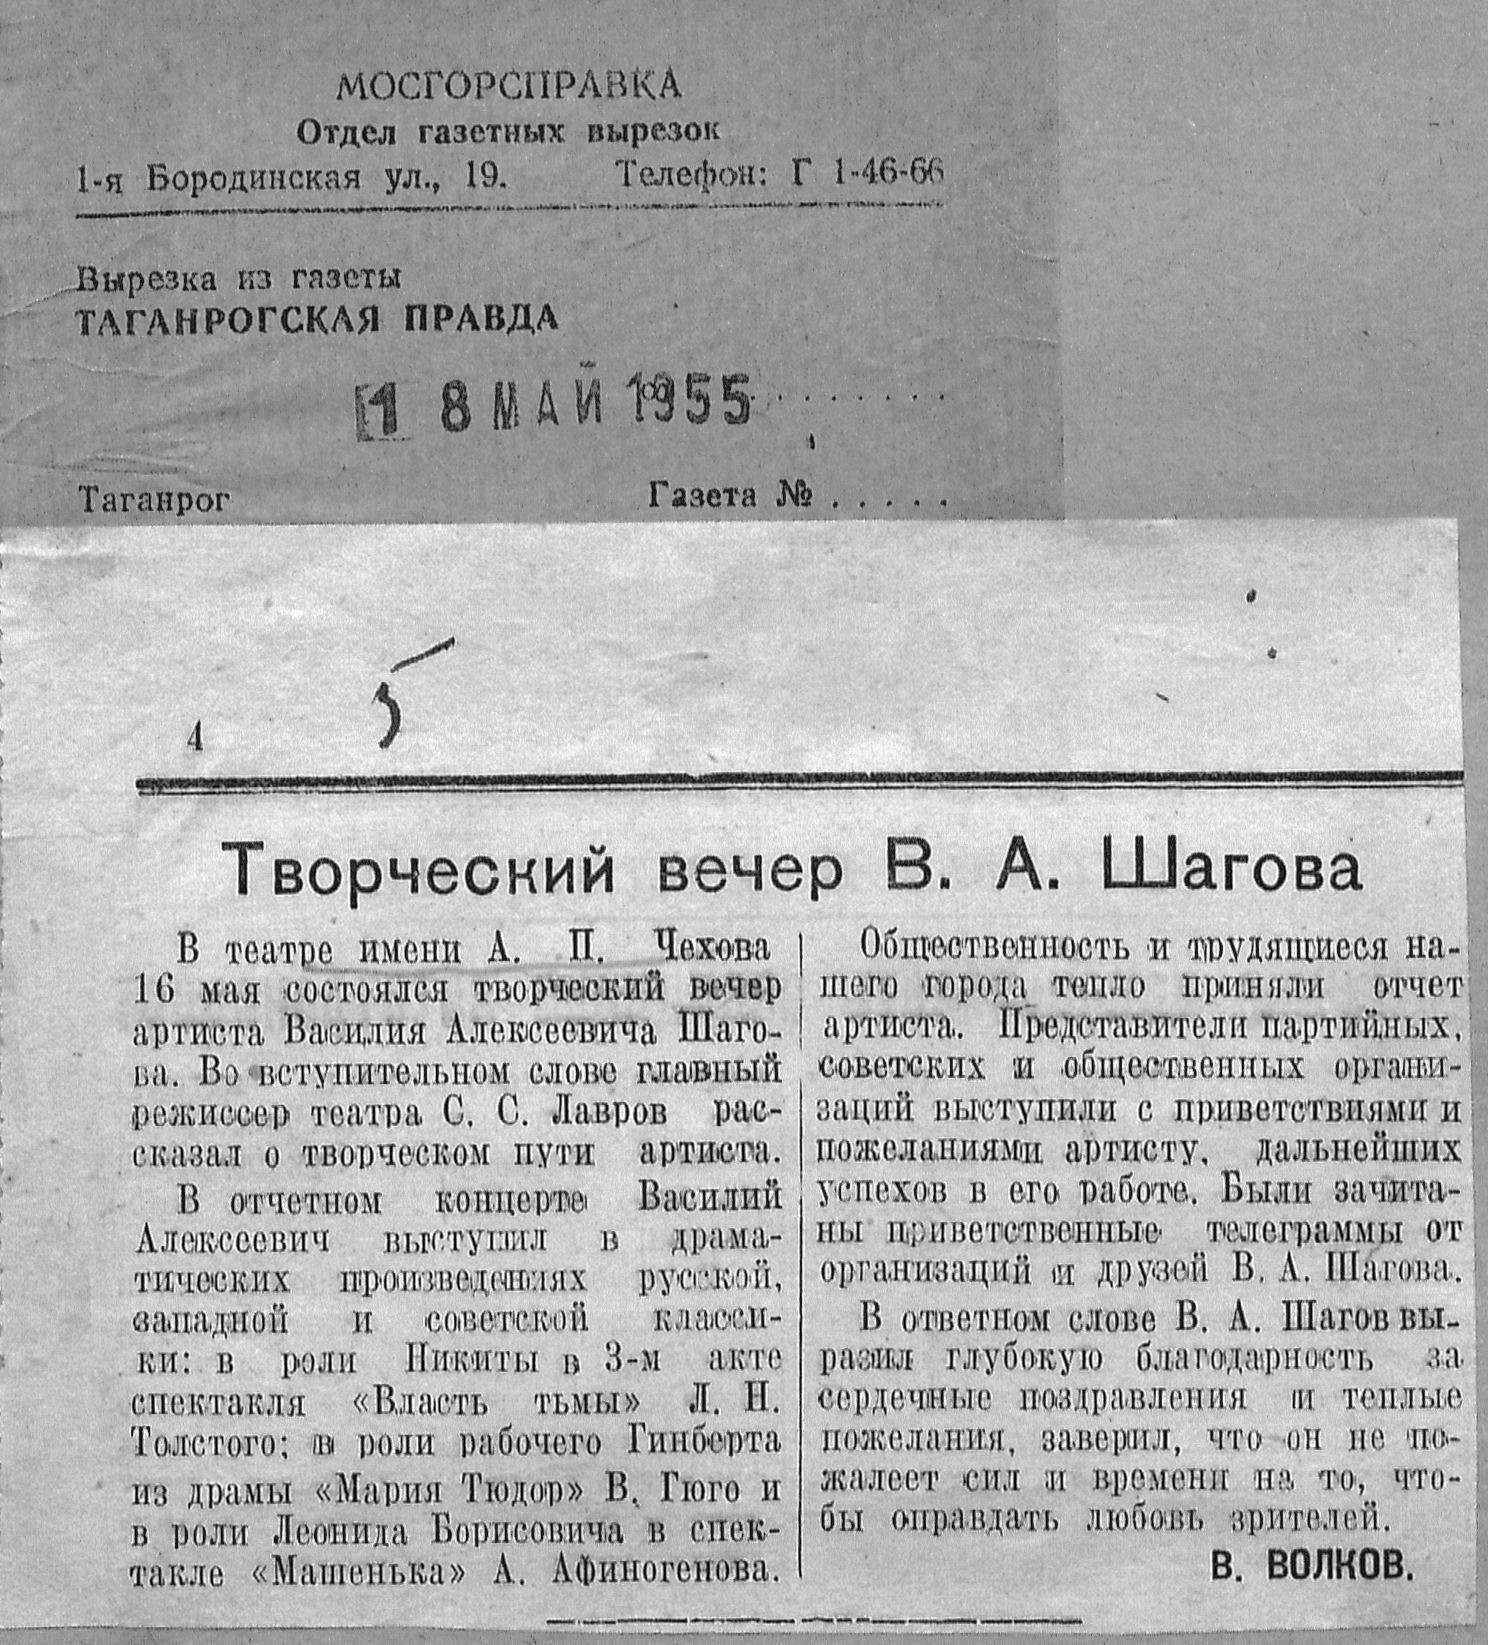 МОСГОРСПРАВКА
Отдел газетных вырезок
1-я Бородинская ул., 19. Телефон: Г 1-46-66
Вырезка из газеты
ТАГАНРОГСКАЯ ПРАВДА
18 МАЙ 1955
Таганрог Газета № . . . . .
5
4
Творческий вечер В. А. Шагова
В театре имени А. П. Чехова
16 мая состоялся творческий вечер
артиста Василия Алексеевича Шаго-
ва. Во вступительном слове главный
режиссер театра С. С. Лавров рас-
сказал о творческом пути артиста.
В отчетном концерте Василий
Алексеевич выступил в драма-
тических произведениях русской,
западной и советской класси-
ки: в роли Никиты в 3-м акте
спектакля «Власть тьмы» Л. Н.
Толстого; в роли рабочего Гинберта
из драмы «Мария Тюдор» В. Гюго и
в роли Леонида Борисовича в спек-
такле «Машенька» А. Афиногенова.
Общественность и трудящиеся на-
шего города тепло приняли отчет
артиста. Представители партийных,
советских и общественных органи-
заций выступили с приветствиями и
пожеланиями артисту, дальнейших
успехов в его работе. Были зачита-
ны приветственные телеграммы от
организаций и друзей В. А. Шагова.
В ответном слове В. А. Шагов вы-
разил глубокую благодарность за
сердечные поздравления и теплые
пожелания, заверил, что он не по-
жалеет сил и времени на то, что-
бы оправдать любовь зрителей.
В. ВОЛКОВ.